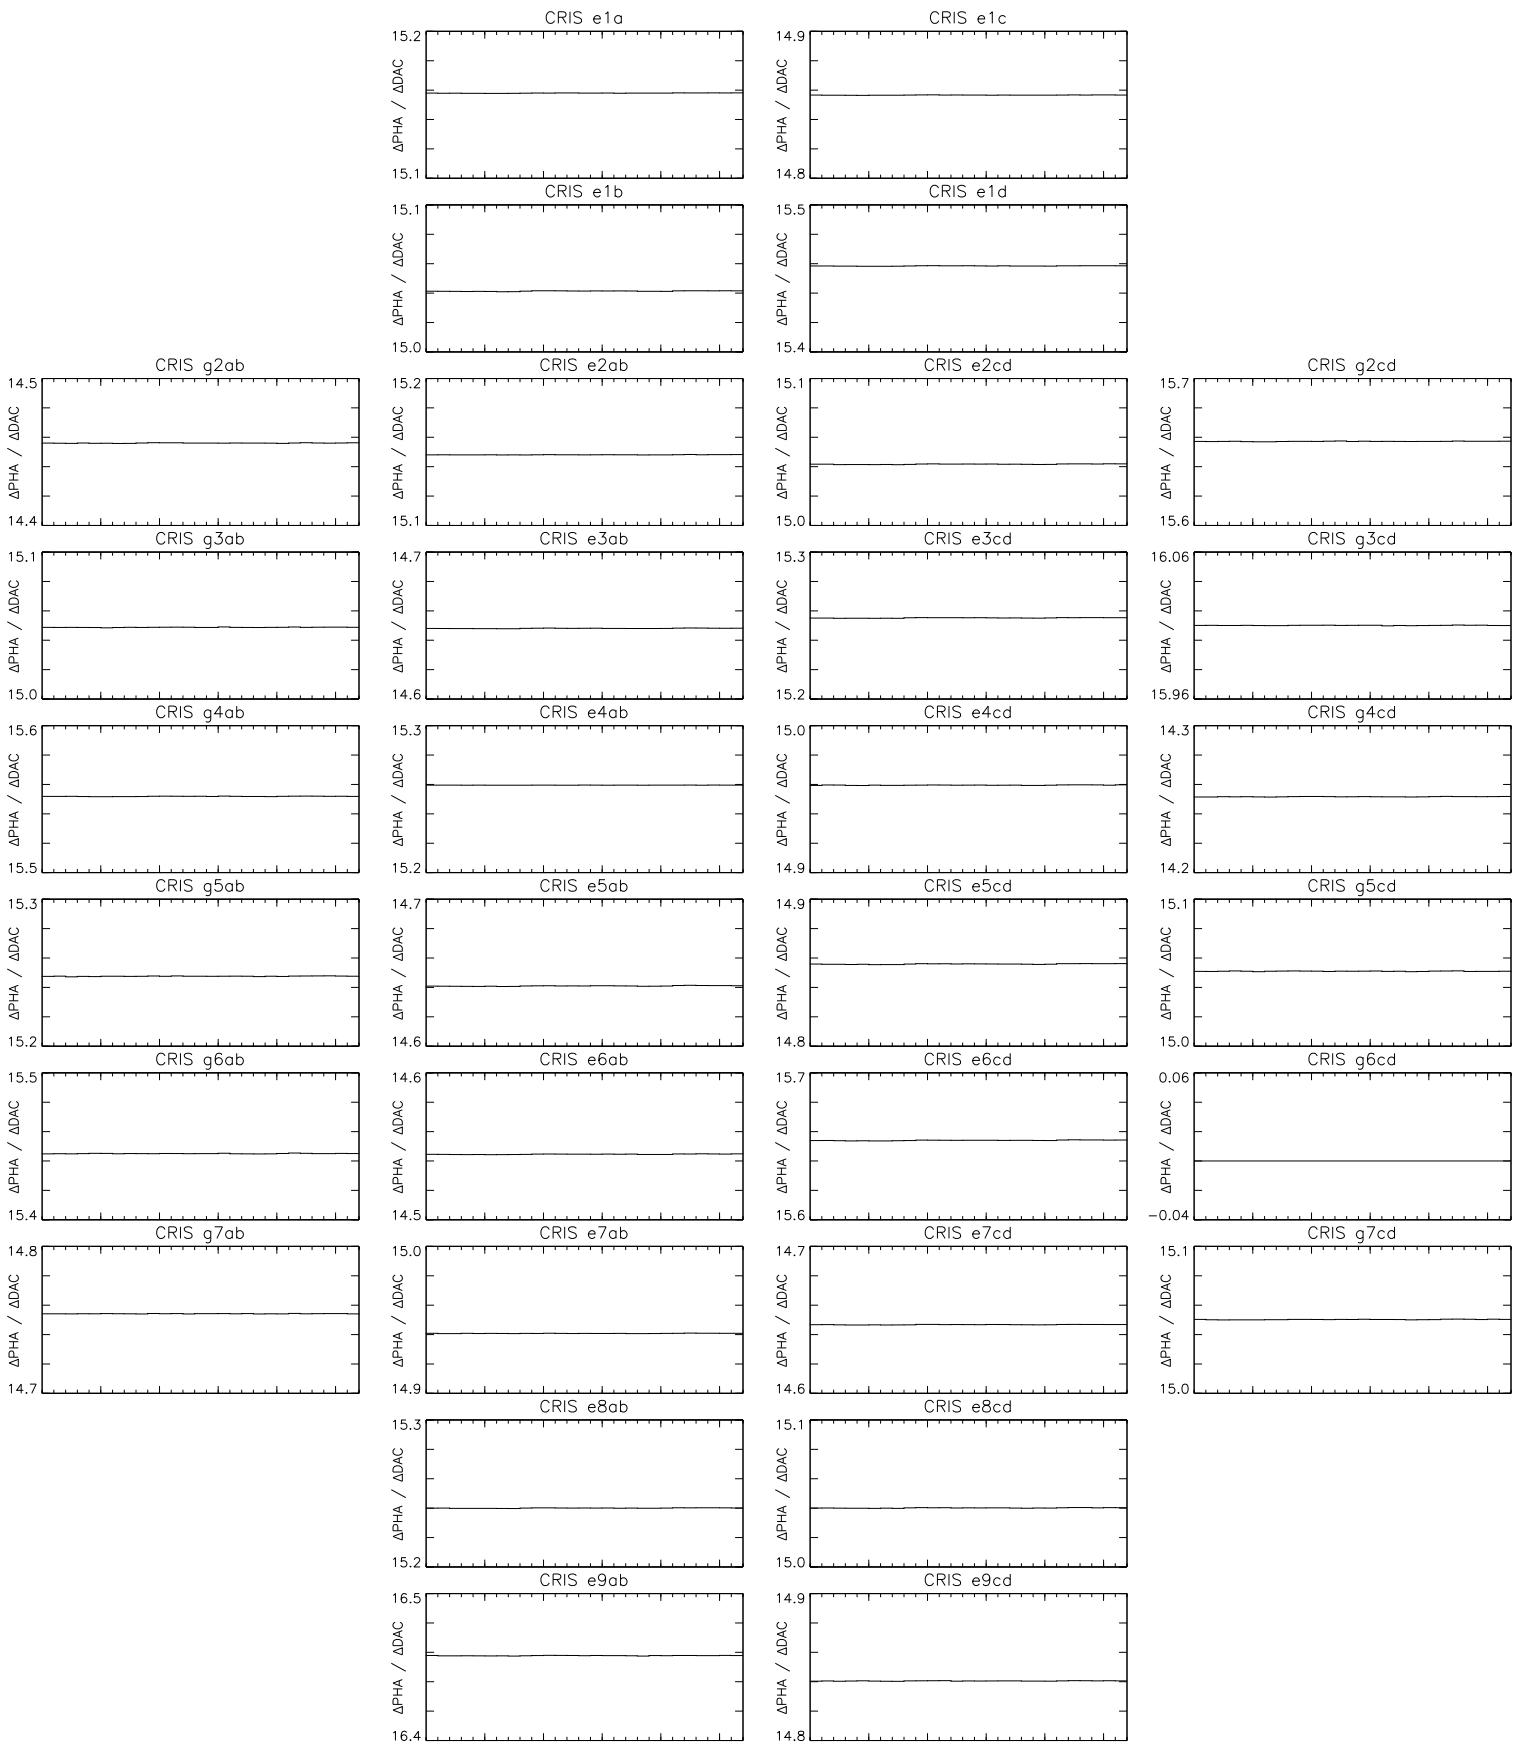 CRIS e1a
15.2
ΔPHA / ΔDAC
15.1
CRIS e1c
14.9
ΔPHA / ΔDAC
14.8
CRIS e1b
15.1
ΔPHA / ΔDAC
15.0
CRIS e1d
15.5
ΔPHA / ΔDAC
15.4
CRIS g2ab
14.5
ΔPHA / ΔDAC
14.4
CRIS e2ab
15.2
ΔPHA / ΔDAC
15.1
CRIS e2cd
15.1
ΔPHA / ΔDAC
15.0
CRIS g2cd
15.7
ΔPHA / ΔDAC
15.6
CRIS g3ab
15.1
ΔPHA / ΔDAC
15.0
CRIS e3ab
14.7
ΔPHA / ΔDAC
14.6
CRIS e3cd
15.3
ΔPHA / ΔDAC
15.2
CRIS g3cd
16.06
ΔPHA / ΔDAC
15.96
CRIS g4ab
15.6
ΔPHA / ΔDAC
15.5
CRIS e4ab
15.3
ΔPHA / ΔDAC
15.2
CRIS e4cd
15.0
ΔPHA / ΔDAC
14.9
CRIS g4cd
14.3
ΔPHA / ΔDAC
14.2
CRIS g5ab
15.3
ΔPHA / ΔDAC
15.2
CRIS e5ab
14.7
ΔPHA / ΔDAC
14.6
CRIS e5cd
14.9
ΔPHA / ΔDAC
14.8
CRIS g5cd
15.1
ΔPHA / ΔDAC
15.0
CRIS g6ab
15.5
ΔPHA / ΔDAC
15.4
CRIS e6ab
14.6
ΔPHA / ΔDAC
14.5
CRIS e6cd
15.7
ΔPHA / ΔDAC
15.6
CRIS g6cd
0.06
ΔPHA / ΔDAC
−0.04
CRIS g7ab
14.8
ΔPHA / ΔDAC
14.7
CRIS e7ab
15.0
ΔPHA / ΔDAC
14.9
CRIS e7cd
14.7
ΔPHA / ΔDAC
14.6
CRIS g7cd
15.1
ΔPHA / ΔDAC
15.0
CRIS e8ab
15.3
ΔPHA / ΔDAC
15.2
CRIS e8cd
15.1
ΔPHA / ΔDAC
15.0
CRIS e9ab
16.5
ΔPHA / ΔDAC
16.4
CRIS e9cd
14.9
ΔPHA / ΔDAC
14.8